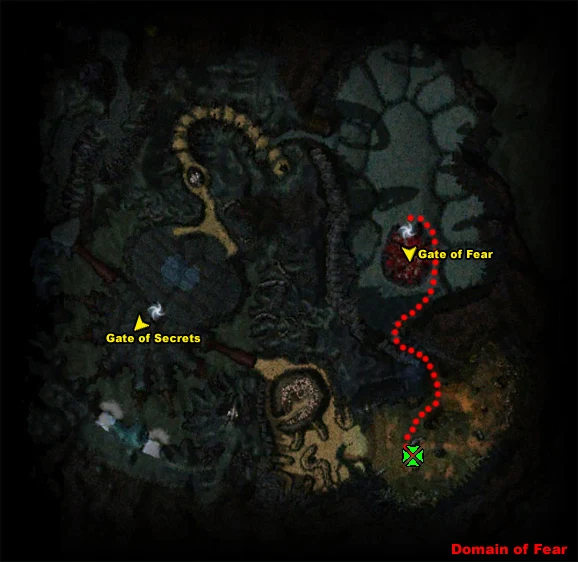 Gate of Fear
Gate of Secrets
Domain of Fear